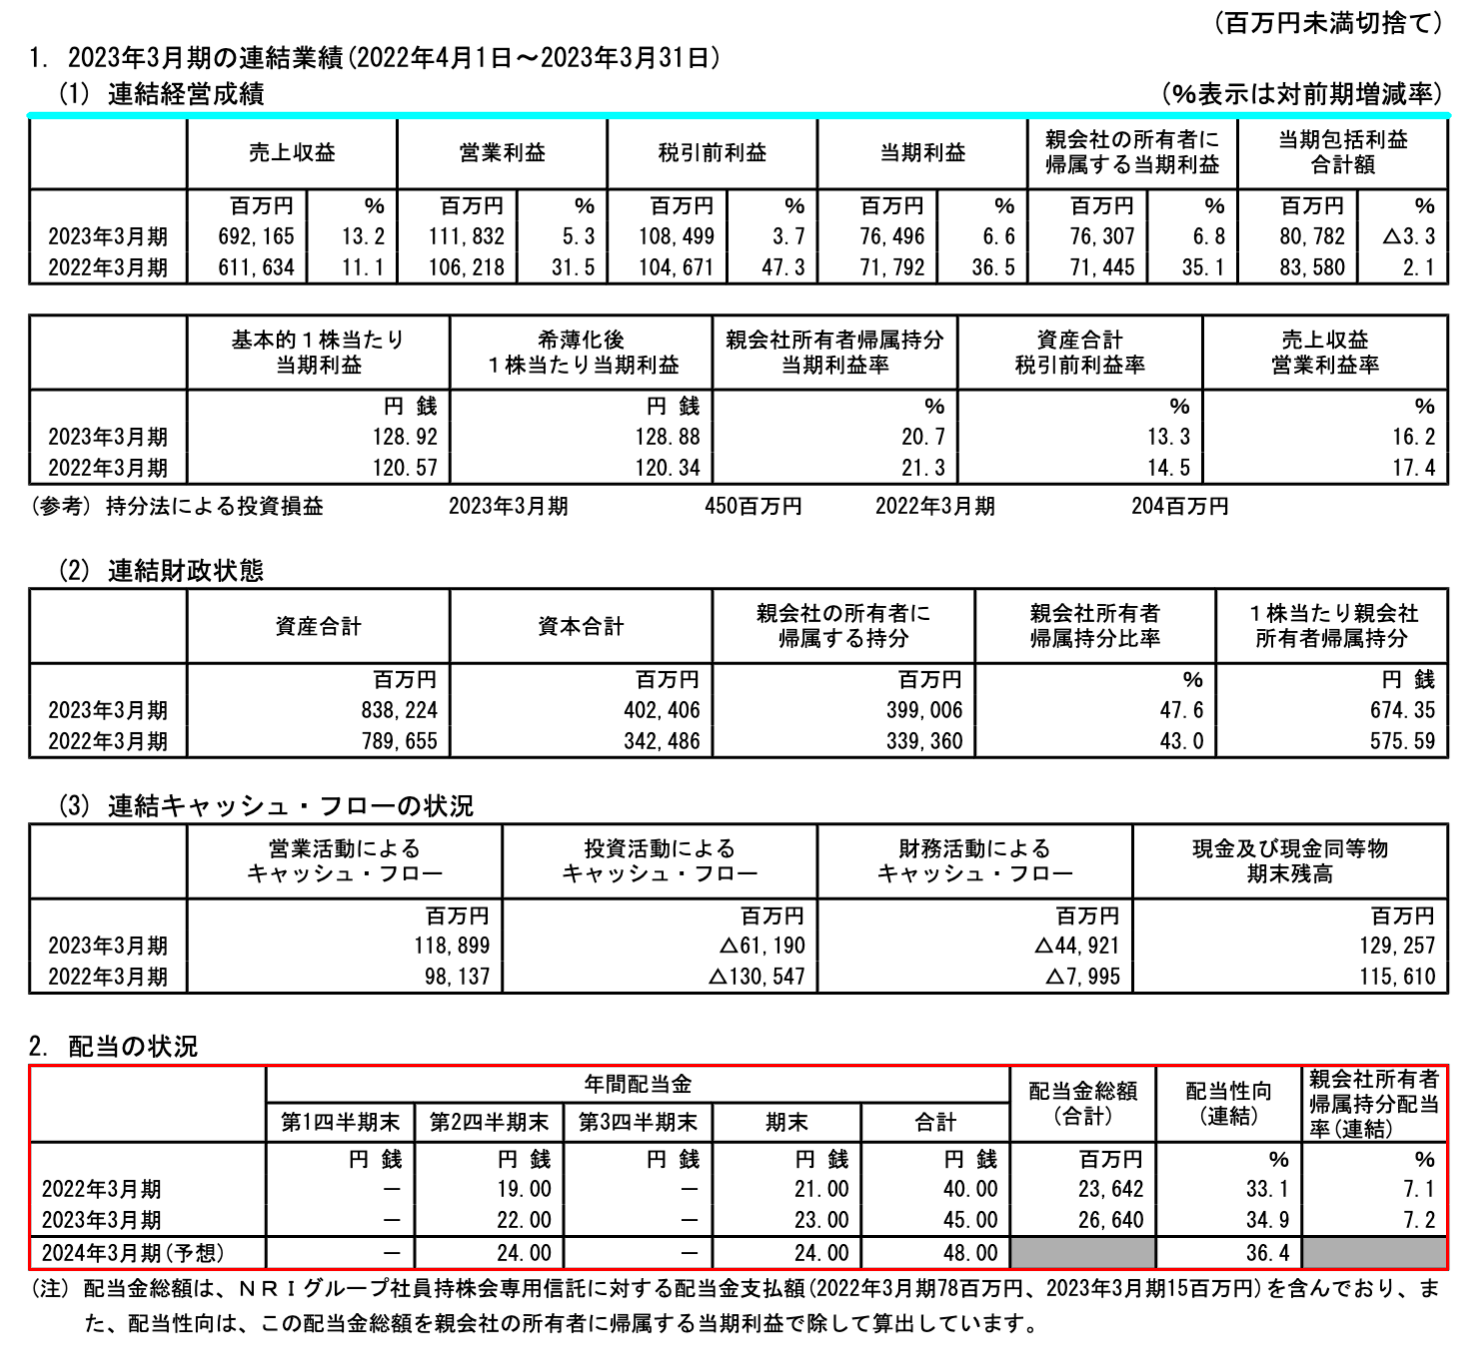 （百万円未満切捨て）
1. 2023年3月期の連結業績（2022年4月1日～2023年3月31日）
（1）連結経営成績 （％表示は対前期増減率）
売上収益 営業利益 税引前利益 当期利益 親会社の所有者に帰属する当期利益 当期包括利益合計額
百万円 ％ 百万円 ％ 百万円 ％ 百万円 ％ 百万円 ％ 百万円 ％
2023年3月期 692,165 13.2 111,832 5.3 108,499 3.7 76,496 6.6 76,307 6.8 80,782 △3.3
2022年3月期 611,634 11.1 106,218 31.5 104,671 47.3 71,792 36.5 71,445 35.1 83,580 2.1
基本的１株当たり当期利益 希薄化後１株当たり当期利益 親会社所有者帰属持分当期利益率 資産合計税引前利益率 売上収益営業利益率
円 銭 円 銭 ％ ％ ％
2023年3月期 128.92 128.88 20.7 13.3 16.2
2022年3月期 120.57 120.34 21.3 14.5 17.4
（参考）持分法による投資損益 2023年3月期 450百万円 2022年3月期 204百万円
（2）連結財政状態
資産合計 資本合計 親会社の所有者に帰属する持分 親会社所有者帰属持分比率 １株当たり親会社所有者帰属持分
百万円 百万円 百万円 ％ 円 銭
2023年3月期 838,224 402,406 399,006 47.6 674.35
2022年3月期 789,655 342,486 339,360 43.0 575.59
（3）連結キャッシュ・フローの状況
営業活動によるキャッシュ・フロー 投資活動によるキャッシュ・フロー 財務活動によるキャッシュ・フロー 現金及び現金同等物期末残高
百万円 百万円 百万円 百万円
2023年3月期 118,899 △61,190 △44,921 129,257
2022年3月期 98,137 △130,547 △7,995 115,610
2. 配当の状況
年間配当金 配当金総額（合計） 配当性向（連結） 親会社所有者帰属持分配当率（連結）
第1四半期末 第2四半期末 第3四半期末 期末 合計
円 銭 円 銭 円 銭 円 銭 円 銭 百万円 ％ ％
2022年3月期 － 19.00 － 21.00 40.00 23,642 33.1 7.1
2023年3月期 － 22.00 － 23.00 45.00 26,640 34.9 7.2
2024年3月期（予想） － 24.00 － 24.00 48.00 36.4
（注）配当金総額は、ＮＲＩグループ社員持株会専用信託に対する配当金支払額（2022年3月期78百万円、2023年3月期15百万円）を含んでおり、ま
た、配当性向は、この配当金総額を親会社の所有者に帰属する当期利益で除して算出しています。